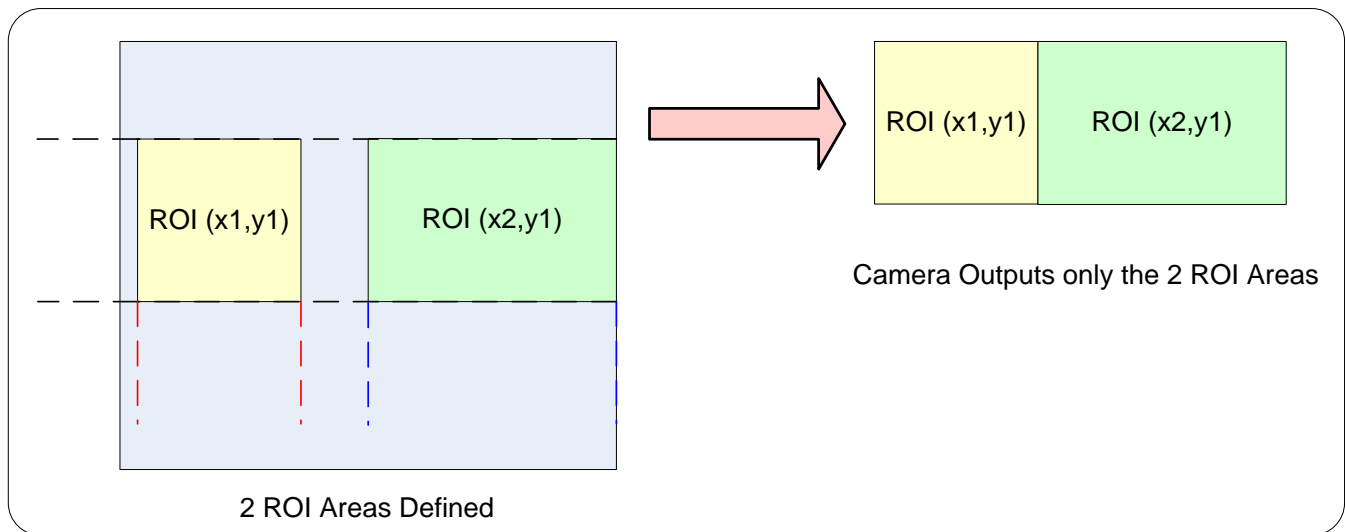 ROI (x1,y1)
ROI (x2,y1)
2 ROI Areas Defined
ROI (x1,y1)
ROI (x2,y1)
Camera Outputs only the 2 ROI Areas